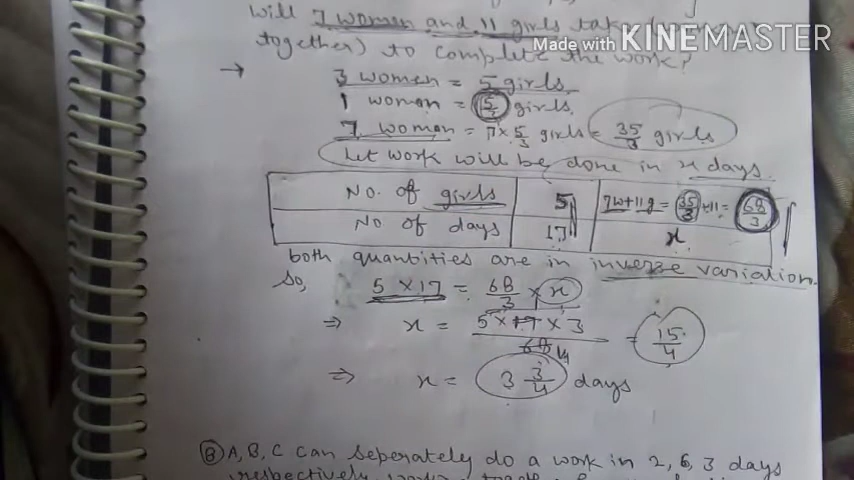 will 7 women and 11 girls take
together) to complete the work?
Made with KINEMASTER
→ 3 women = 5 girls
1 woman = 5/3 girls.
7 women = 7 × 5/3 girls = 35/3 girls
Let work will be done in x days.
No. of girls 5 7w+11g = 35/3 + 11 = 68/3
No of days 17 x
both quantities are in inverse variation.
So, 5 × 17 = 68/3 × x
⇒ x = 5 × 17 × 3 / 68 4 = 15/4
⇒ x = 3 3/4 days
(8) A, B, C can seperately do a work in 2, 6, 3 days
respectively